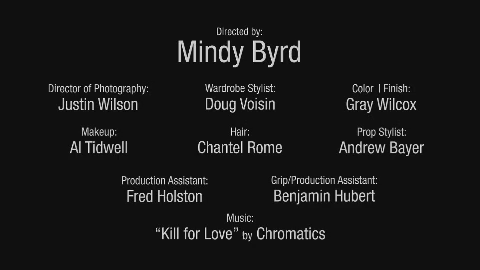 Directed by:
Mindy Byrd
Director of Photography: Wardrobe Stylist: Color | Finish:
Justin Wilson Doug Voisin Gray Wilcox
Makeup: Hair: Prop Stylist:
Al Tidwell Chantel Rome Andrew Bayer
Production Assistant: Grip/Production Assistant:
Fred Holston Benjamin Hubert
Music:
“Kill for Love” by Chromatics